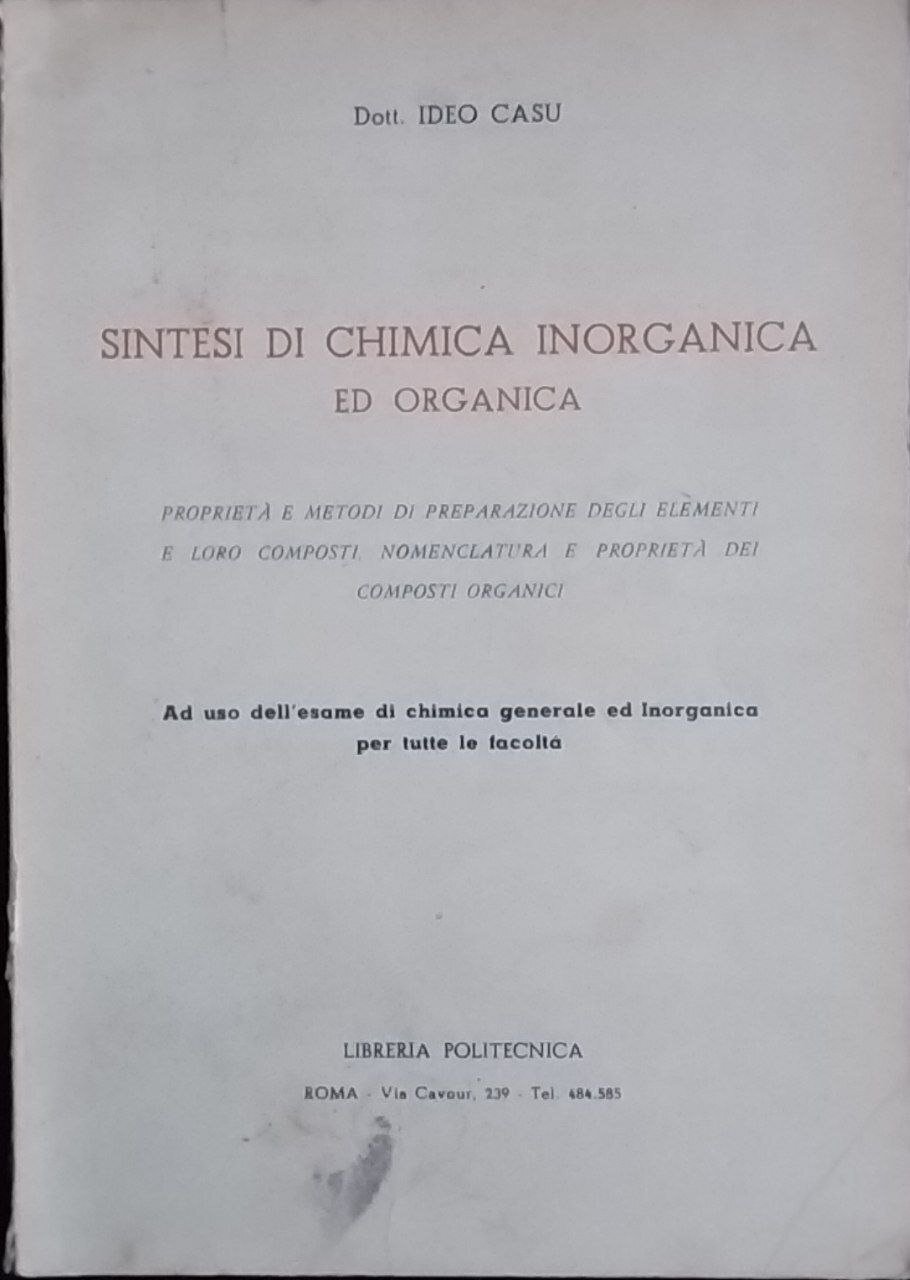 Dott. IDEO CASU
SINTESI DI CHIMICA INORGANICA
ED ORGANICA
PROPRIETÀ E METODI DI PREPARAZIONE DEGLI ELEMENTI
E LORO COMPOSTI, NOMENCLATURA E PROPRIETÀ DEI
COMPOSTI ORGANICI
Ad uso dell'esame di chimica generale ed Inorganica
per tutte le facoltá
LIBRERIA POLITECNICA
ROMA - Via Cavour, 239 - Tel. 484.585